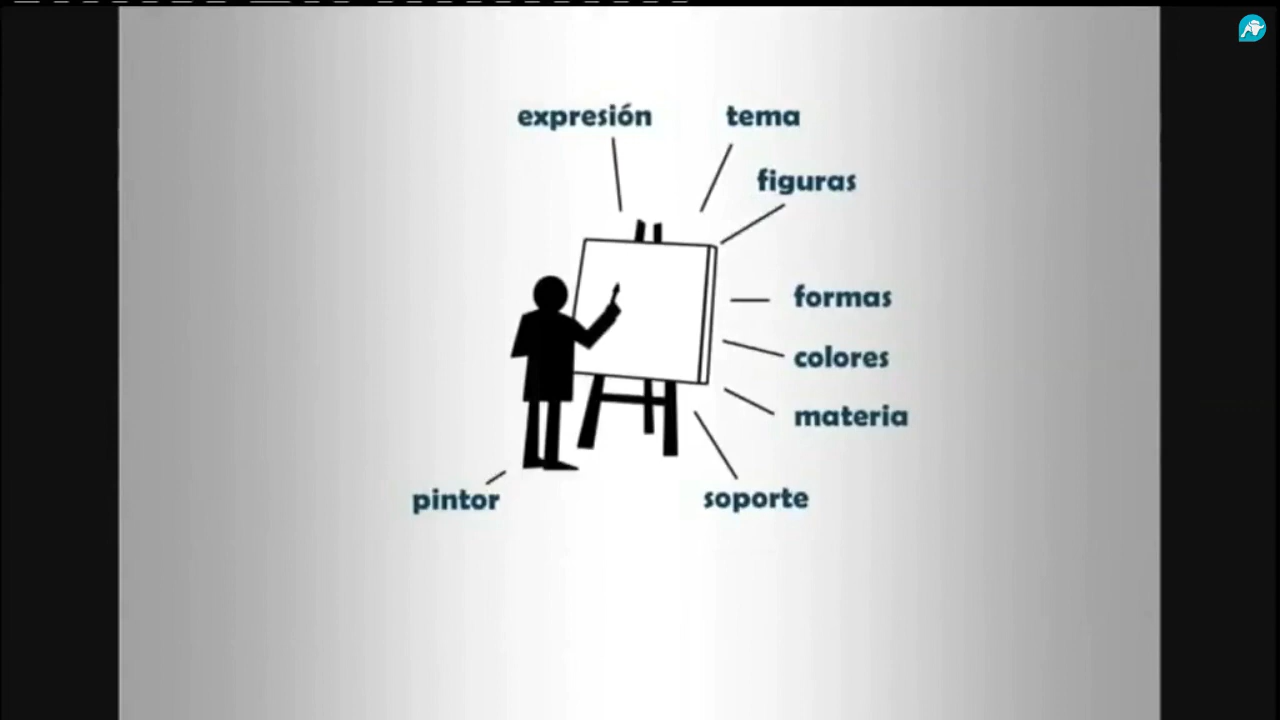 expresión
tema
figuras
formas
colores
materia
soporte
pintor